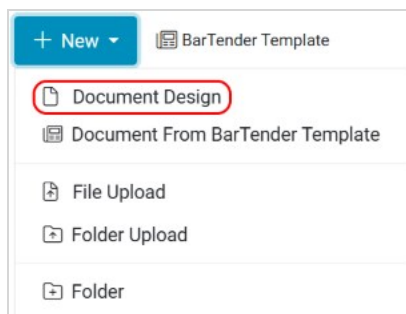 + New BarTender Template
Document Design
Document From BarTender Template
File Upload
Folder Upload
Folder